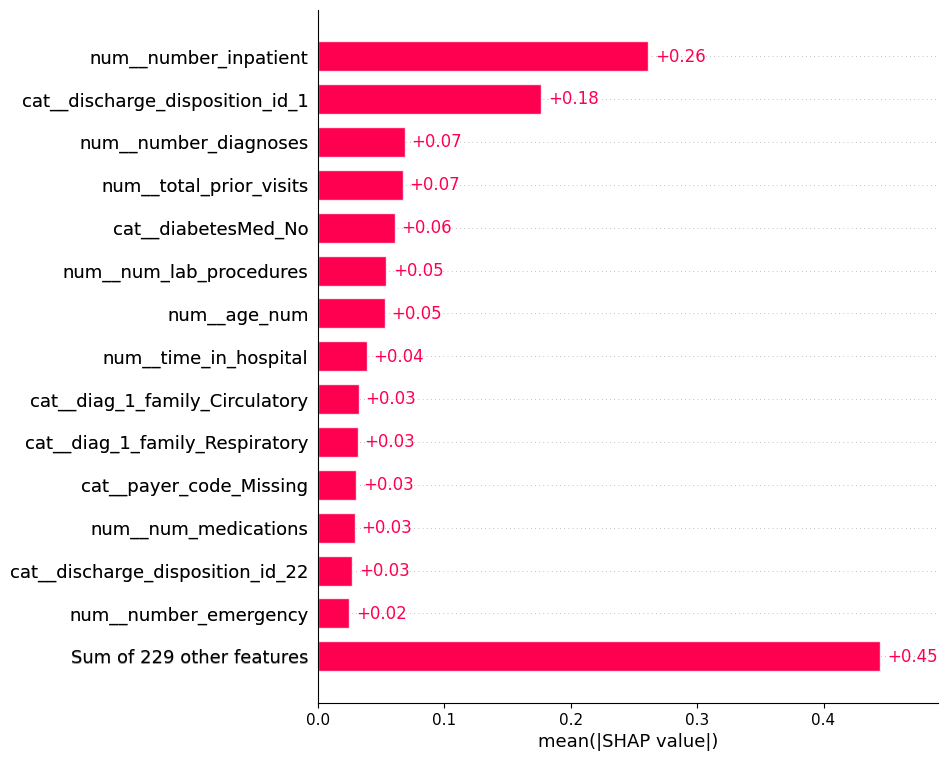 num__number_inpatient +0.26
cat__discharge_disposition_id_1 +0.18
num__number_diagnoses +0.07
num__total_prior_visits +0.07
cat__diabetesMed_No +0.06
num__num_lab_procedures +0.05
num__age_num +0.05
num__time_in_hospital +0.04
cat__diag_1_family_Circulatory +0.03
cat__diag_1_family_Respiratory +0.03
cat__payer_code_Missing +0.03
num__num_medications +0.03
cat__discharge_disposition_id_22 +0.03
num__number_emergency +0.02
Sum of 229 other features +0.45
0.0 0.1 0.2 0.3 0.4
mean(|SHAP value|)